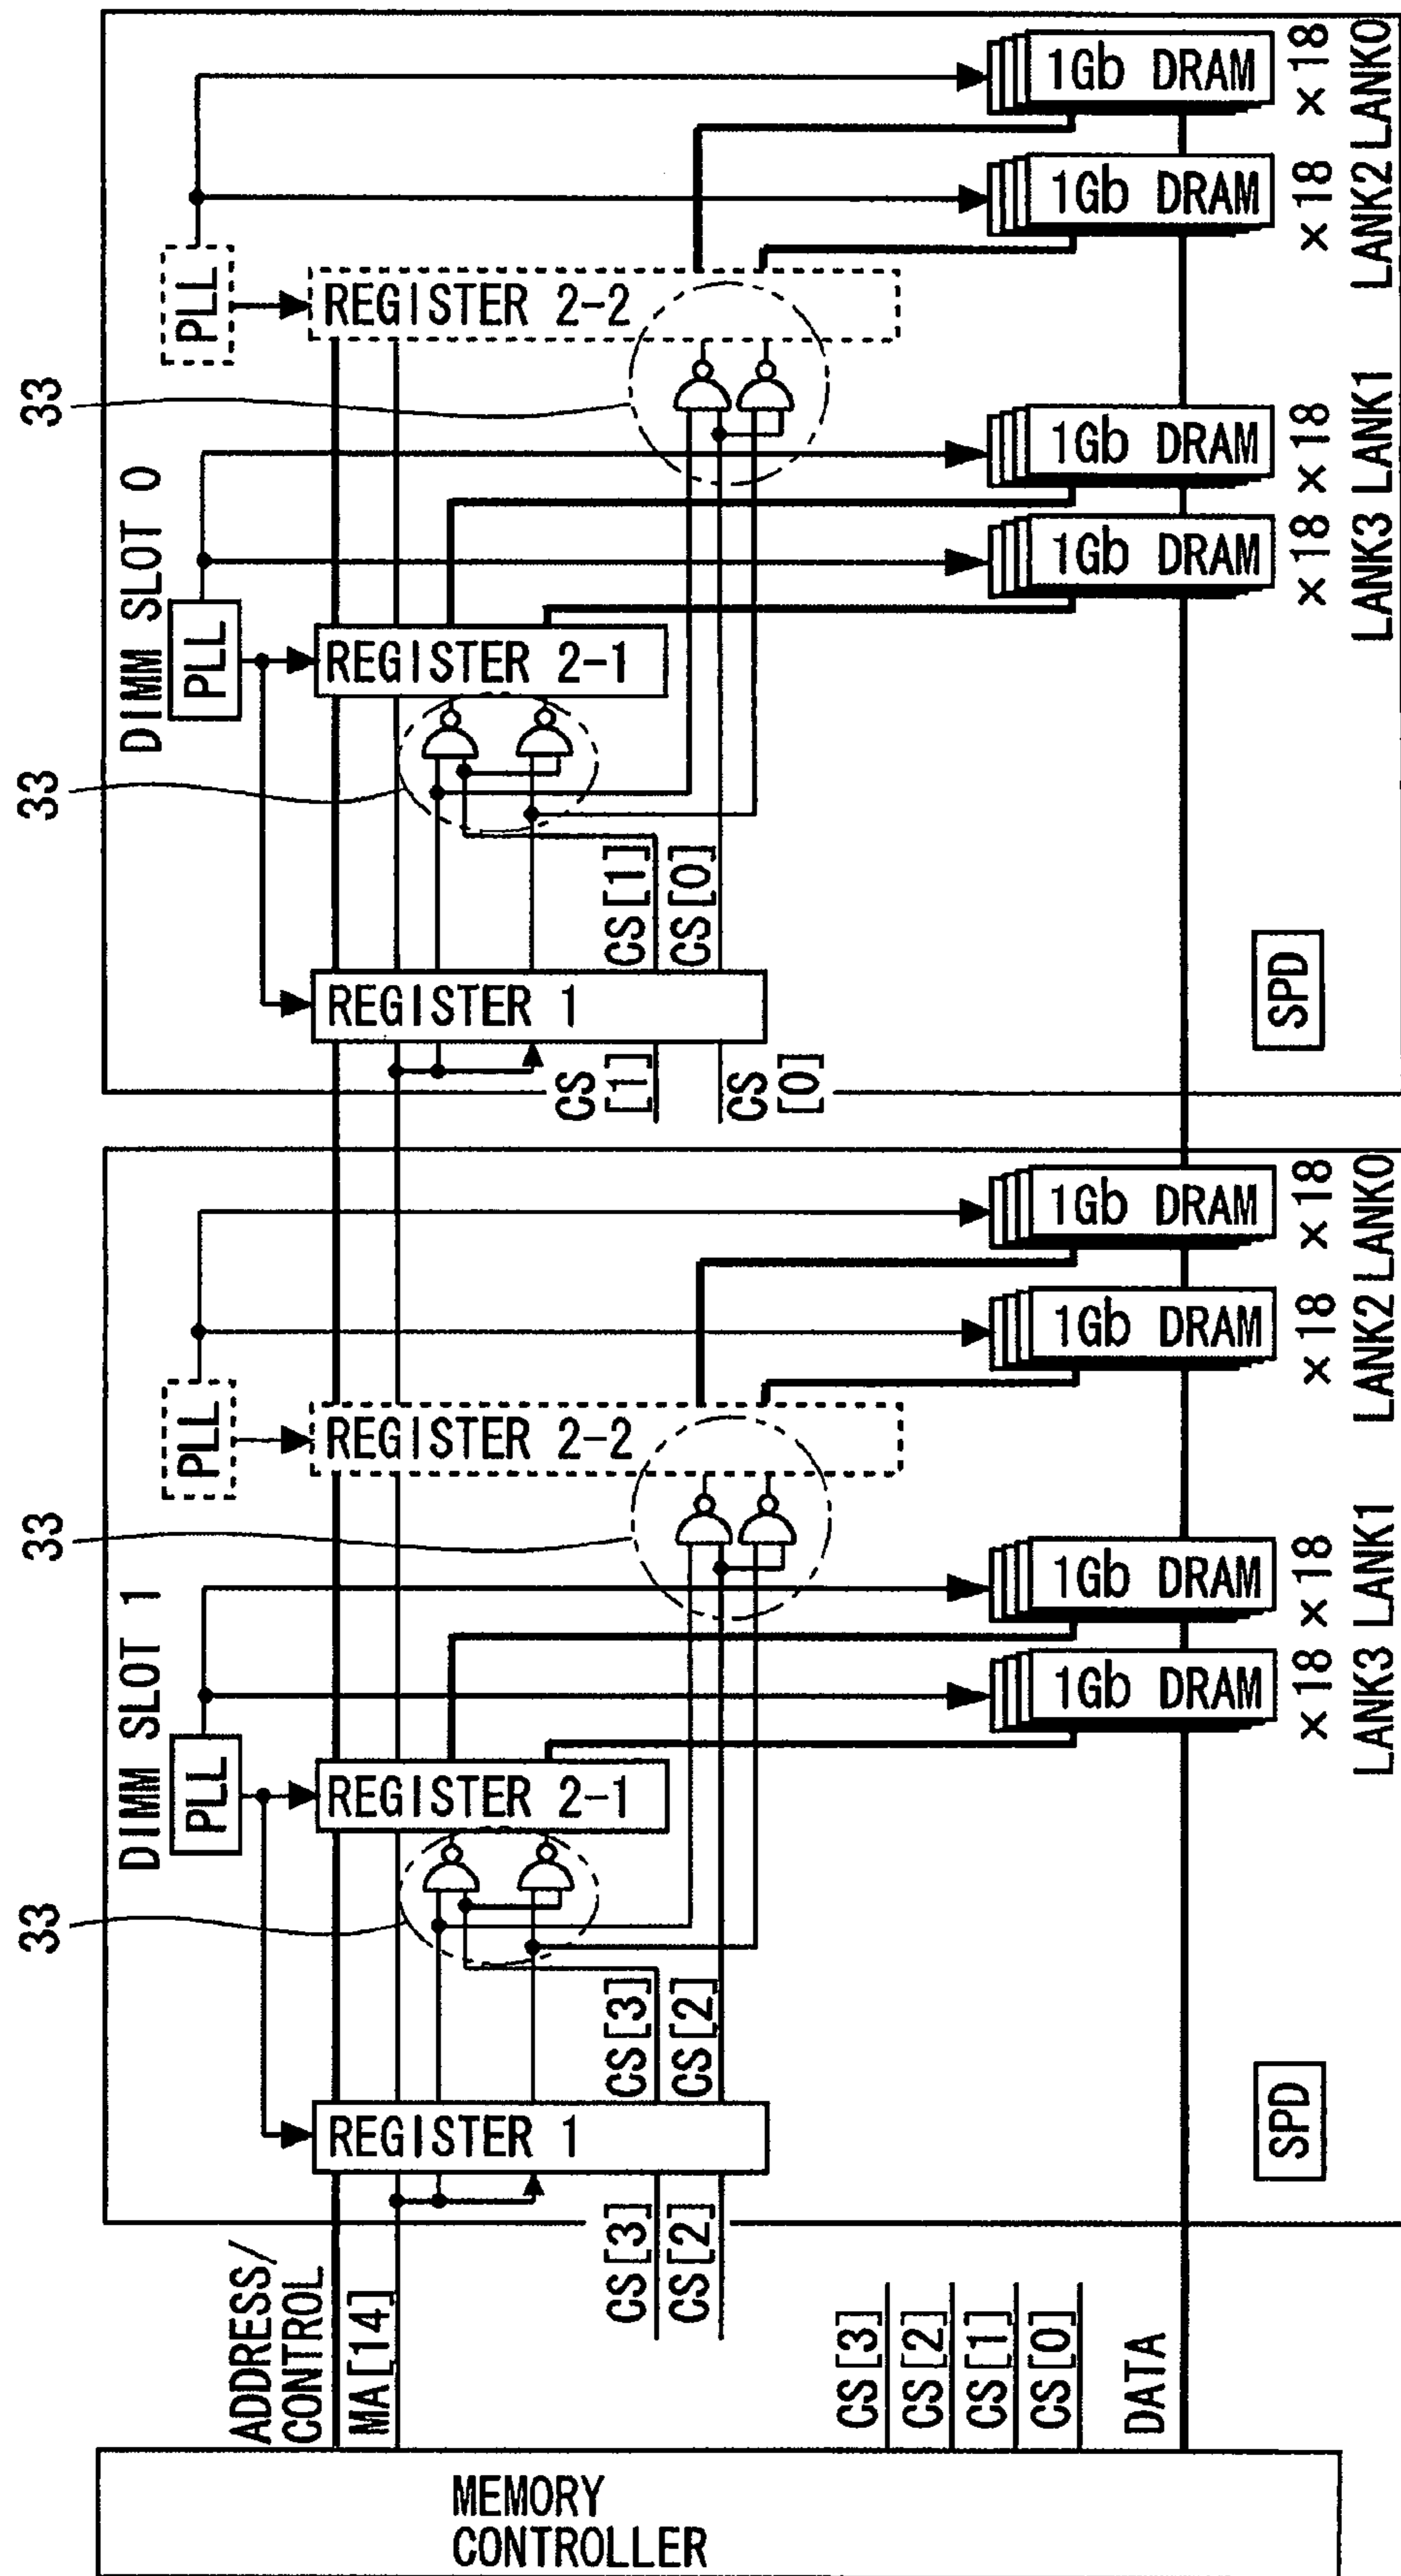 1Gb DRAM
×18
LANK0
1Gb DRAM
×18
LANK2
PLL
REGISTER 2-2
33
1Gb DRAM
×18
LANK1
DIMM SLOT 0
1Gb DRAM
×18
LANK3
PLL
REGISTER 2-1
33
CS[1]
CS[0]
REGISTER 1
SPD
CS
[1]
CS
[0]
1Gb DRAM
×18
LANK0
1Gb DRAM
×18
LANK2
PLL
REGISTER 2-2
33
1Gb DRAM
×18
LANK1
DIMM SLOT 1
1Gb DRAM
×18
LANK3
PLL
REGISTER 2-1
33
CS[3]
CS[2]
REGISTER 1
SPD
CS[3]
CS[2]
ADDRESS/
CONTROL
MA[14]
CS[3]
CS[2]
CS[1]
CS[0]
DATA
MEMORY
CONTROLLER